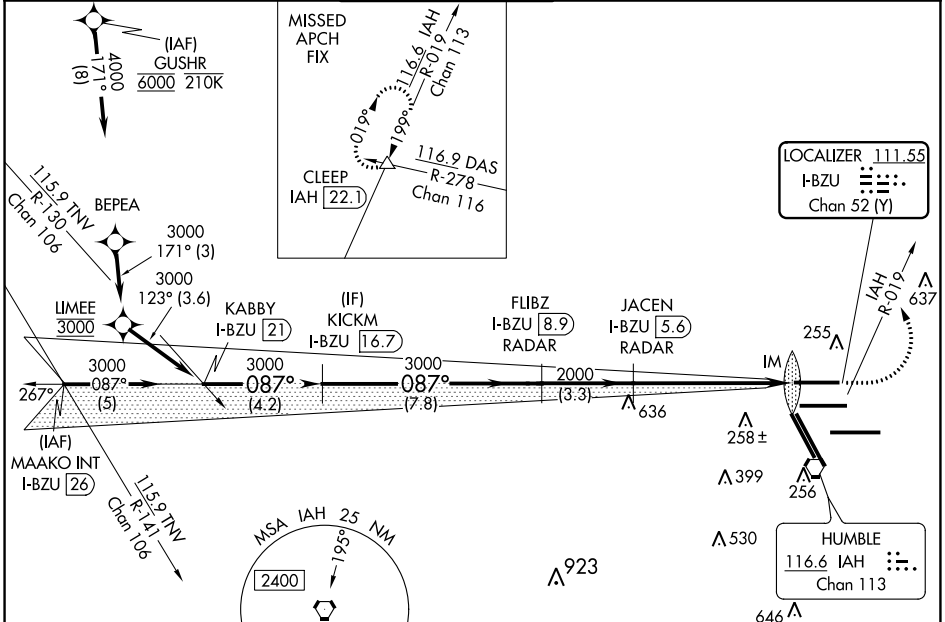 MISSED
APCH
FIX
116.6 IAH
R-019
Chan 113
019°
199°
116.9 DAS
R-278
Chan 116
CLEEP
IAH 22.1
(IAF)
GUSHR
6000 210K
4000
171°
(8)
LOCALIZER 111.55
I-BZU
Chan 52 (Y)
115.9 TNV
R-130
Chan 106
BEPEA
3000
171° (3)
3000
123° (3.6)
LIMEE
3000
KABBY
I-BZU 21
(IF)
KICKM
I-BZU 16.7
FLIBZ
I-BZU 8.9
RADAR
JACEN
I-BZU 5.6
RADAR
IAH
R-019
637
255
IM
267°
3000
087°
(5)
3000
087°
(4.2)
3000
087°
(7.8)
2000
(3.3)
636
258±
399
256
530
(IAF)
MAAKO INT
I-BZU 26
115.9 TNV
R-141
Chan 106
MSA IAH 25 NM
195°
2400
923
HUMBLE
116.6 IAH
Chan 113
646